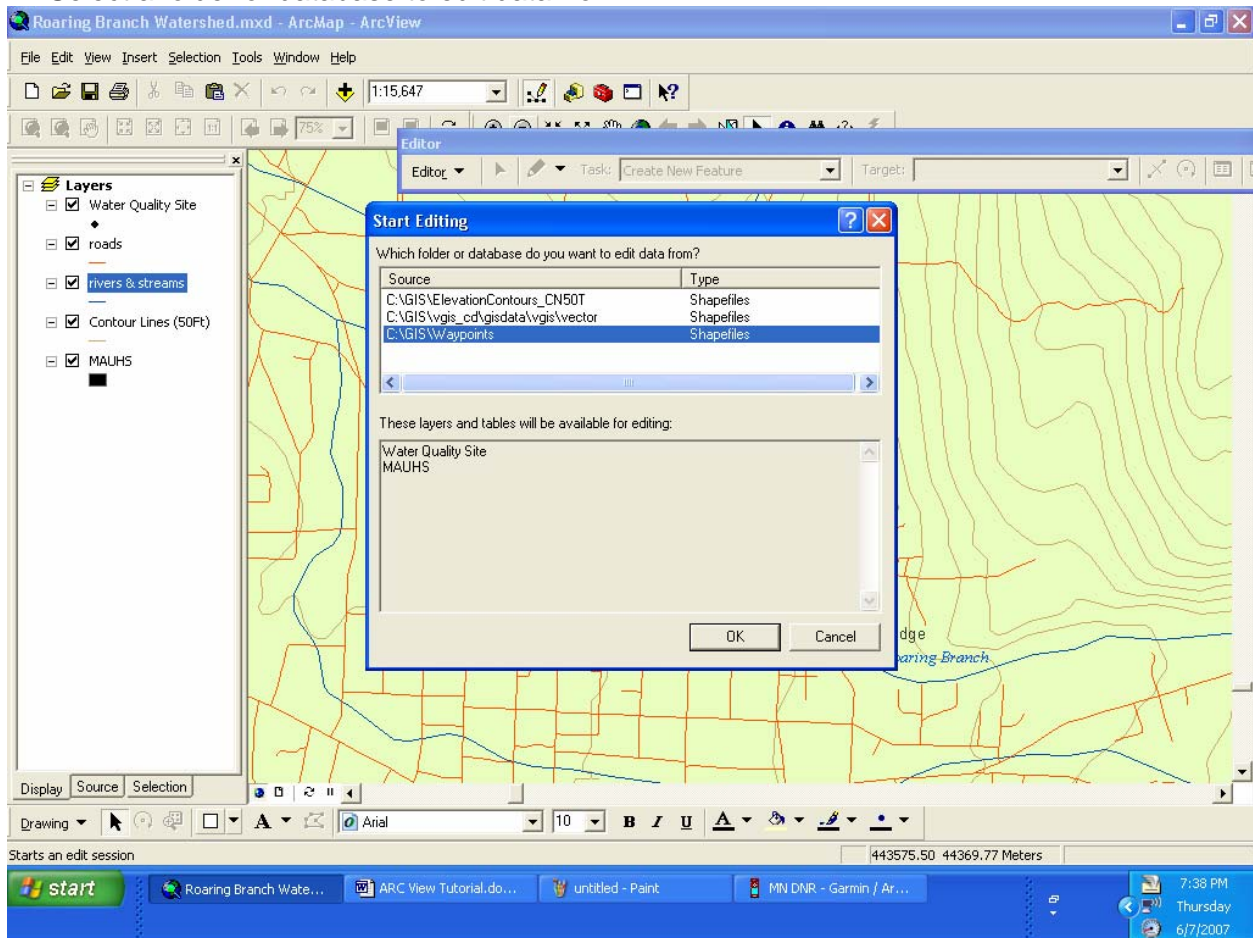 Roaring Branch Watershed.mxd - ArcMap - ArcView
File Edit View Insert Selection Tools Window Help
1:15,647
75%
Editor
Editor Task: Create New Feature Target:
Layers
Water Quality Site
roads
rivers & streams
Contour Lines (50Ft)
MAUHS
Start Editing
Which folder or database do you want to edit data from?
Source Type
C:\GIS\ElevationContours_CN50T Shapefiles
C:\GIS\vgis_cd\gisdata\vgis\vector Shapefiles
C:\GIS\Waypoints Shapefiles
These layers and tables will be available for editing:
Water Quality Site
MAUHS
OK Cancel
dge
aring Branch
Display Source Selection
Drawing A Arial 10 B I U A
Starts an edit session 443575.50 44369.77 Meters
start Roaring Branch Wate... ARC View Tutorial.do... untitled - Paint MN DNR - Garmin / Ar... 7:38 PM
Thursday
6/7/2007